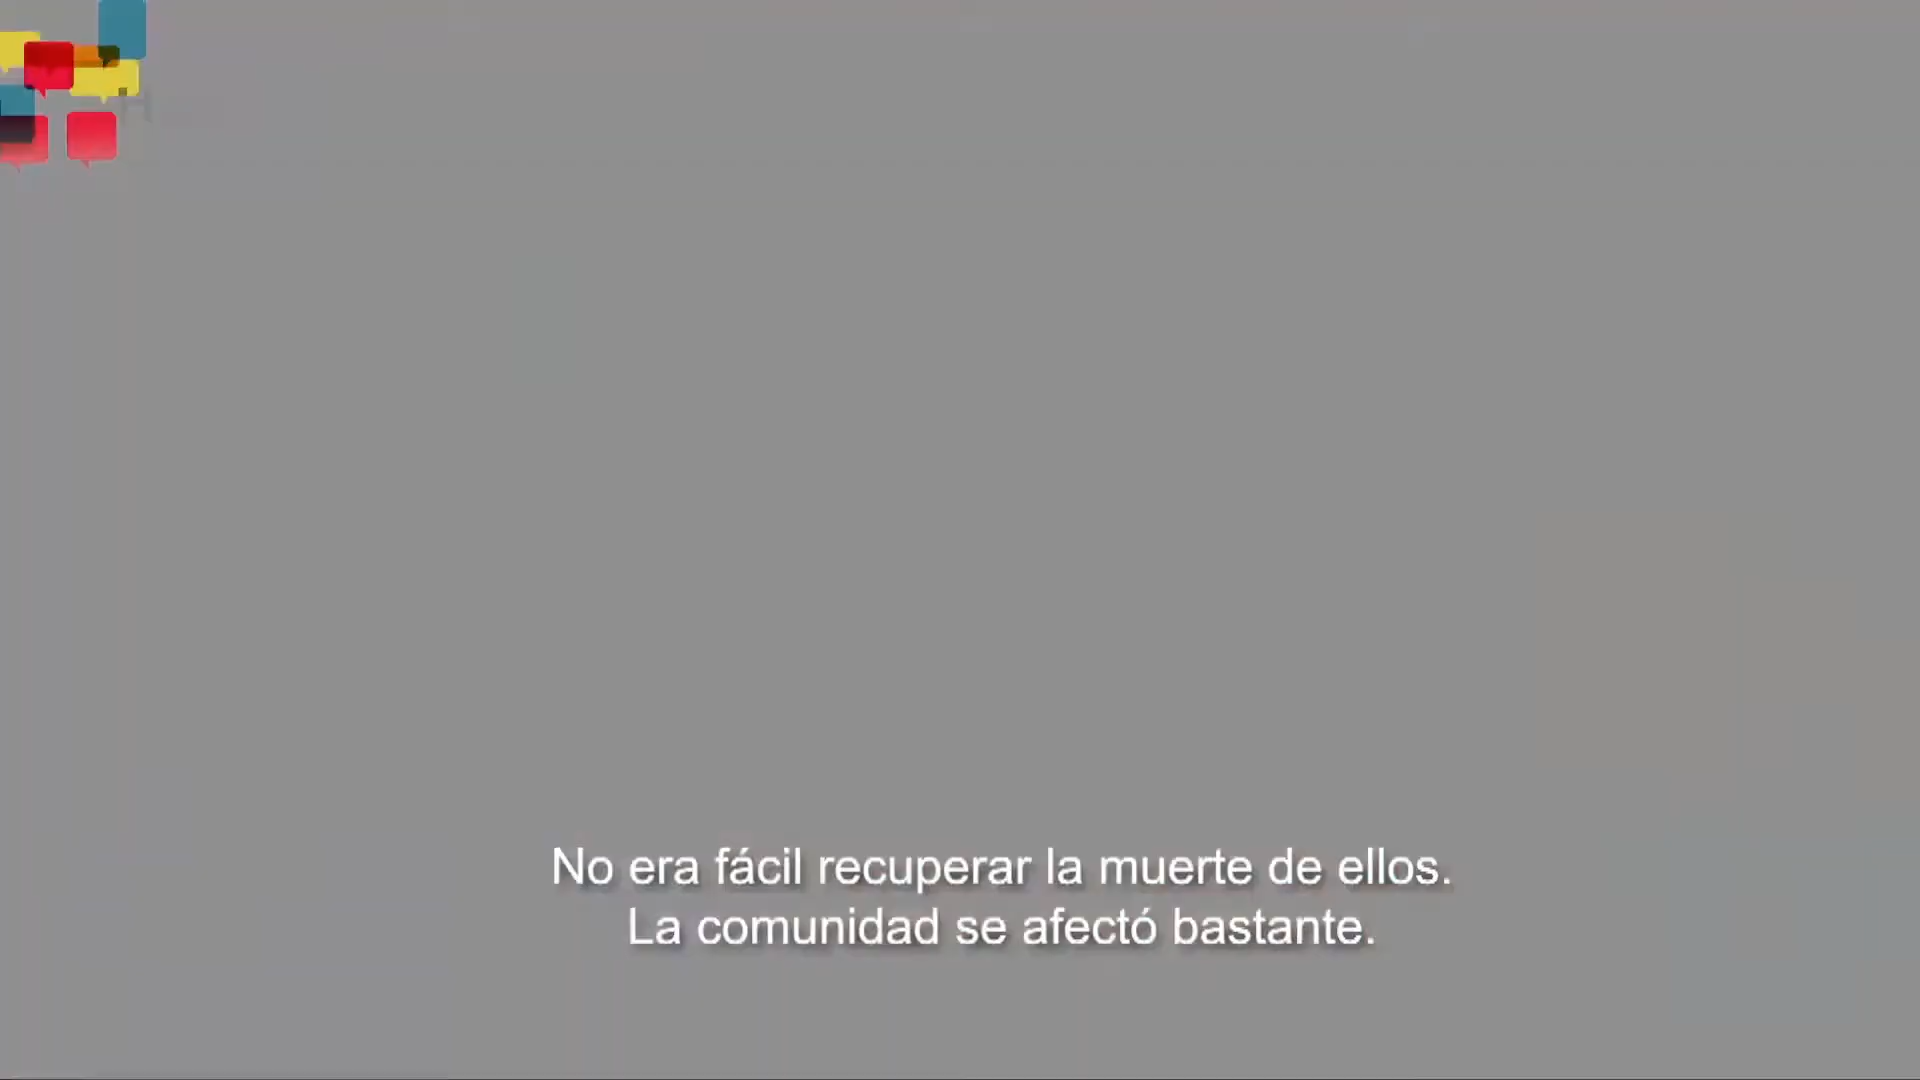 No era fácil recuperar la muerte de ellos.
La comunidad se afectó bastante.